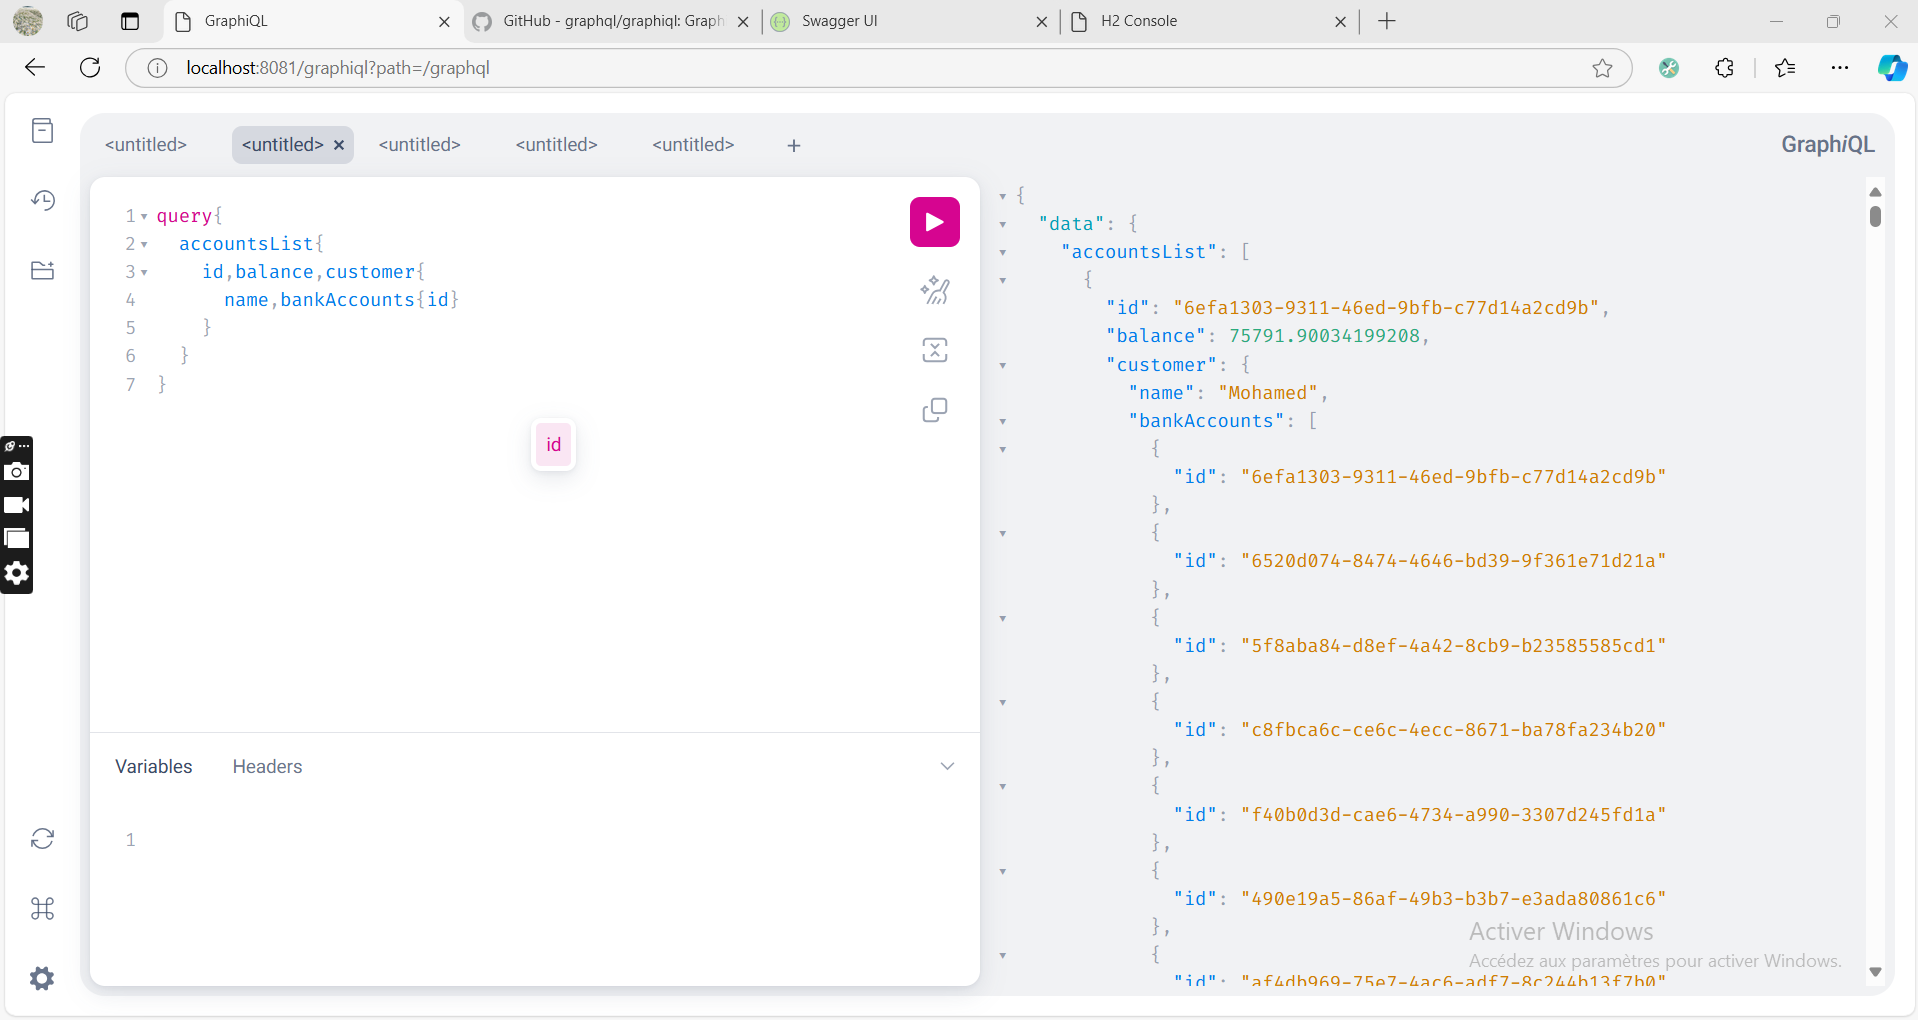 GraphiQL
GitHub - graphql/graphiql: Graph
Swagger UI
H2 Console
localhost:8081/graphiql?path=/graphql
<untitled>
<untitled>
<untitled>
<untitled>
<untitled>
GraphiQL
1 query{
2 accountsList{
3 id,balance,customer{
4 name,bankAccounts{id}
5 }
6 }
7 }
id
Variables
Headers
1
{
"data": {
"accountsList": [
{
"id": "6efa1303-9311-46ed-9bfb-c77d14a2cd9b",
"balance": 75791.90034199208,
"customer": {
"name": "Mohamed",
"bankAccounts": [
{
"id": "6efa1303-9311-46ed-9bfb-c77d14a2cd9b"
},
{
"id": "6520d074-8474-4646-bd39-9f361e71d21a"
},
{
"id": "5f8aba84-d8ef-4a42-8cb9-b23585585cd1"
},
{
"id": "c8fbca6c-ce6c-4ecc-8671-ba78fa234b20"
},
{
"id": "f40b0d3d-cae6-4734-a990-3307d245fd1a"
},
{
"id": "490e19a5-86af-49b3-b3b7-e3ada80861c6"
},
{
"id": "af4db969-75e7-4ac6-adf7-8c244b13f7b0"
Activer Windows
Accédez aux paramètres pour activer Windows.